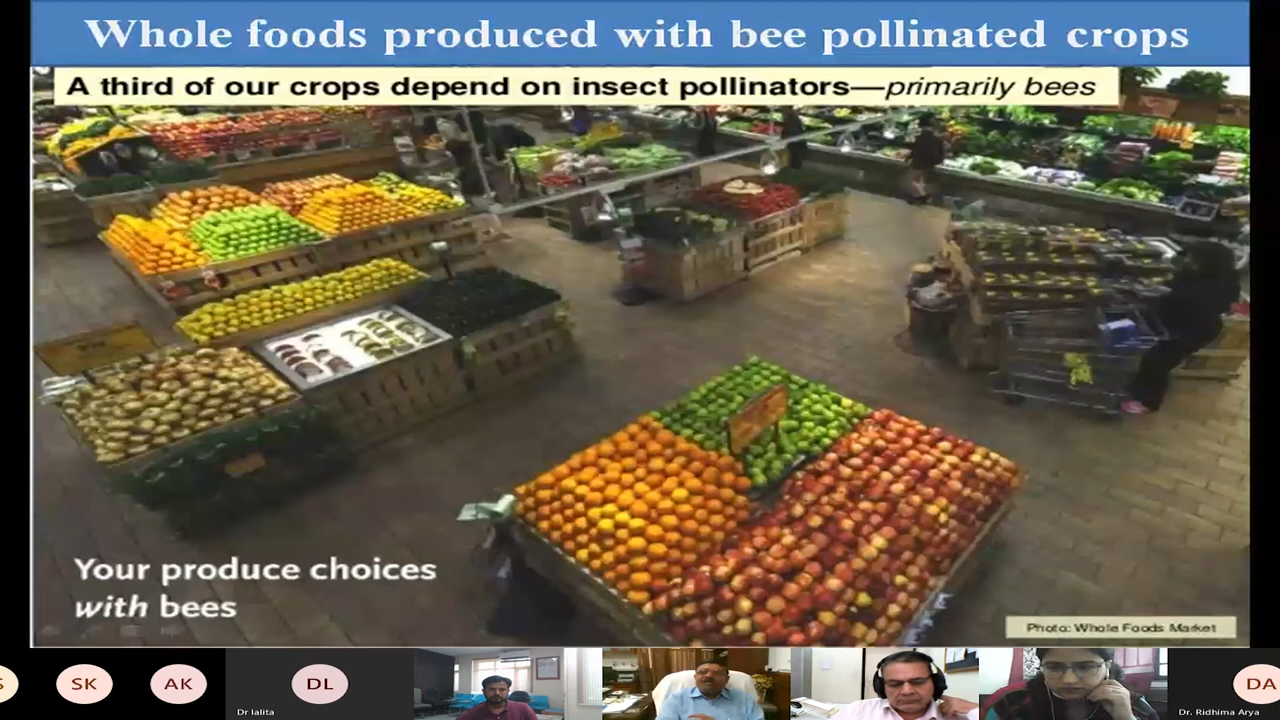 Whole foods produced with bee pollinated crops
A third of our crops depend on insect pollinators—primarily bees
Your produce choices
with bees
Photo: Whole Foods Market
S
SK
AK
DL
DA
Dr lalita
Dr. Ridhima Arya